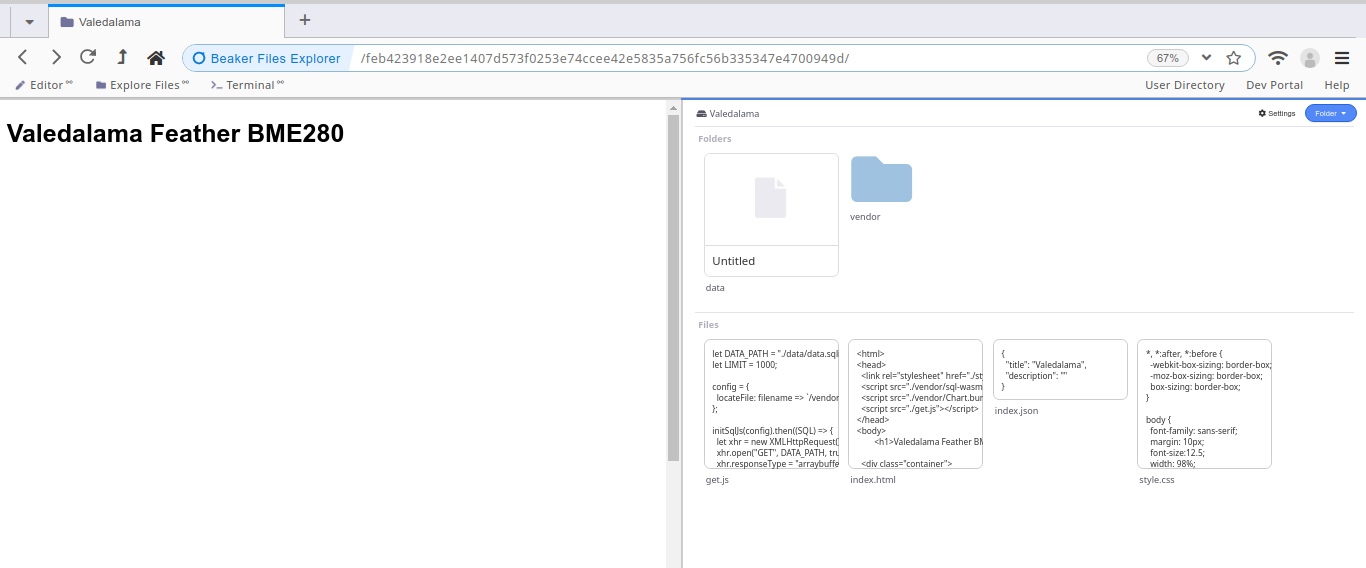 Valedalama
Beaker Files Explorer
/feb423918e2ee1407d573f0253e74ccee42e5835a756fc56b335347e4700949d/
67%
Editor
Explore Files
Terminal
User Directory
Dev Portal
Help
Valedalama Feather BME280
Valedalama
Settings
Folder
Folders
Untitled
data
vendor
Files
let DATA_PATH = "./data/data.sqli
let LIMIT = 1000;
config = {
locateFile: filename => `/vendor
};
initSqlJs(config).then((SQL) => {
let xhr = new XMLHttpRequest(
xhr.open("GET", DATA_PATH, tru
xhr.responseType = "arraybuffe
get.js
<html>
<head>
<link rel="stylesheet" href="./st
<script src="./vendor/sql-wasm
<script src="./vendor/Chart.bun
<script src="./get.js"></script>
</head>
<body>
<h1>Valedalama Feather BM
<div class="container">
index.html
{
"title": "Valedalama",
"description": ""
}
index.json
*, *:after, *:before {
-webkit-box-sizing: border-box;
-moz-box-sizing: border-box;
box-sizing: border-box;
}
body {
font-family: sans-serif;
margin: 10px;
font-size:12.5;
width: 98%;
style.css